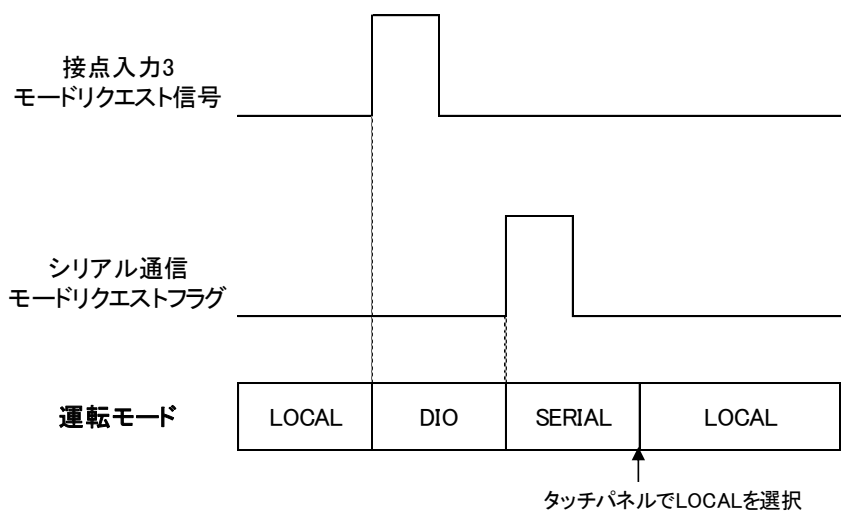 接点入力3
モードリクエスト信号
シリアル通信
モードリクエストフラグ
運転モード
LOCAL
DIO
SERIAL
LOCAL
タッチパネルでLOCALを選択